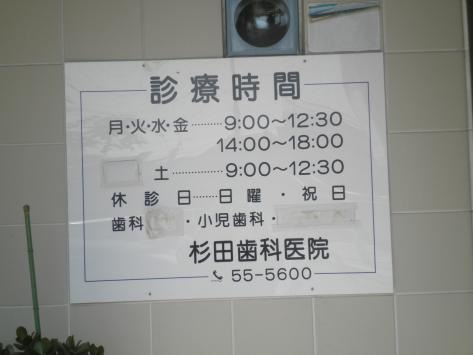 診療時間
月・火・水・金………9:00〜12:30
14:00〜18:00
土……………9:00〜12:30
休診日……日曜・祝日
歯科・小児歯科・
杉田歯科医院
55-5600